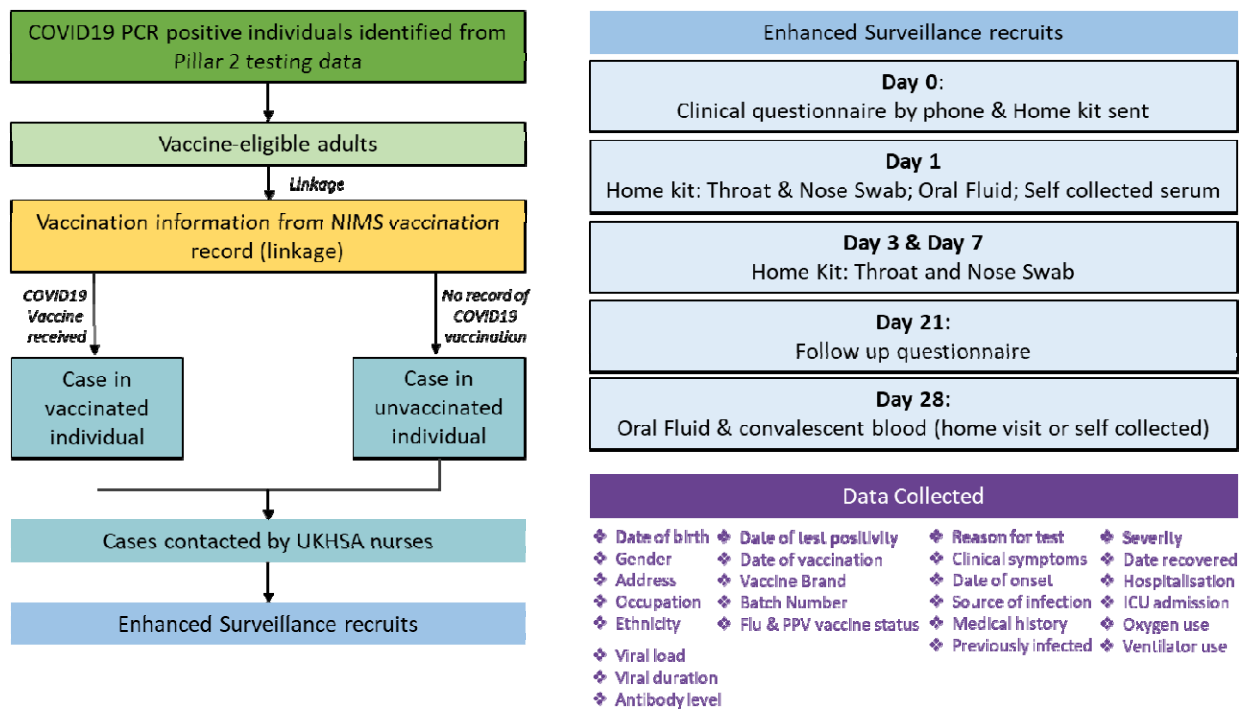 COVID19 PCR positive individuals identified from
Pillar 2 testing data
Vaccine-eligible adults
Linkage
Vaccination information from NIMS vaccination
record (linkage)
COVID19
Vaccine
received
No record of
COVID19
vaccination
Case in
vaccinated
individual
Case in
unvaccinated
individual
Cases contacted by UKHSA nurses
Enhanced Surveillance recruits
Enhanced Surveillance recruits
Day 0:
Clinical questionnaire by phone & Home kit sent
Day 1
Home kit: Throat & Nose Swab; Oral Fluid; Self collected serum
Day 3 & Day 7
Home Kit: Throat and Nose Swab
Day 21:
Follow up questionnaire
Day 28:
Oral Fluid & convalescent blood (home visit or self collected)
Data Collected
❖ Date of birth
❖ Gender
❖ Address
❖ Occupation
❖ Ethnicity
❖ Viral load
❖ Viral duration
❖ Antibody level
❖ Date of test positivity
❖ Date of vaccination
❖ Vaccine Brand
❖ Batch Number
❖ Flu & PPV vaccine status
❖ Reason for test
❖ Clinical symptoms
❖ Date of onset
❖ Source of infection
❖ Medical history
❖ Previously infected
❖ Severity
❖ Date recovered
❖ Hospitalisation
❖ ICU admission
❖ Oxygen use
❖ Ventilator use